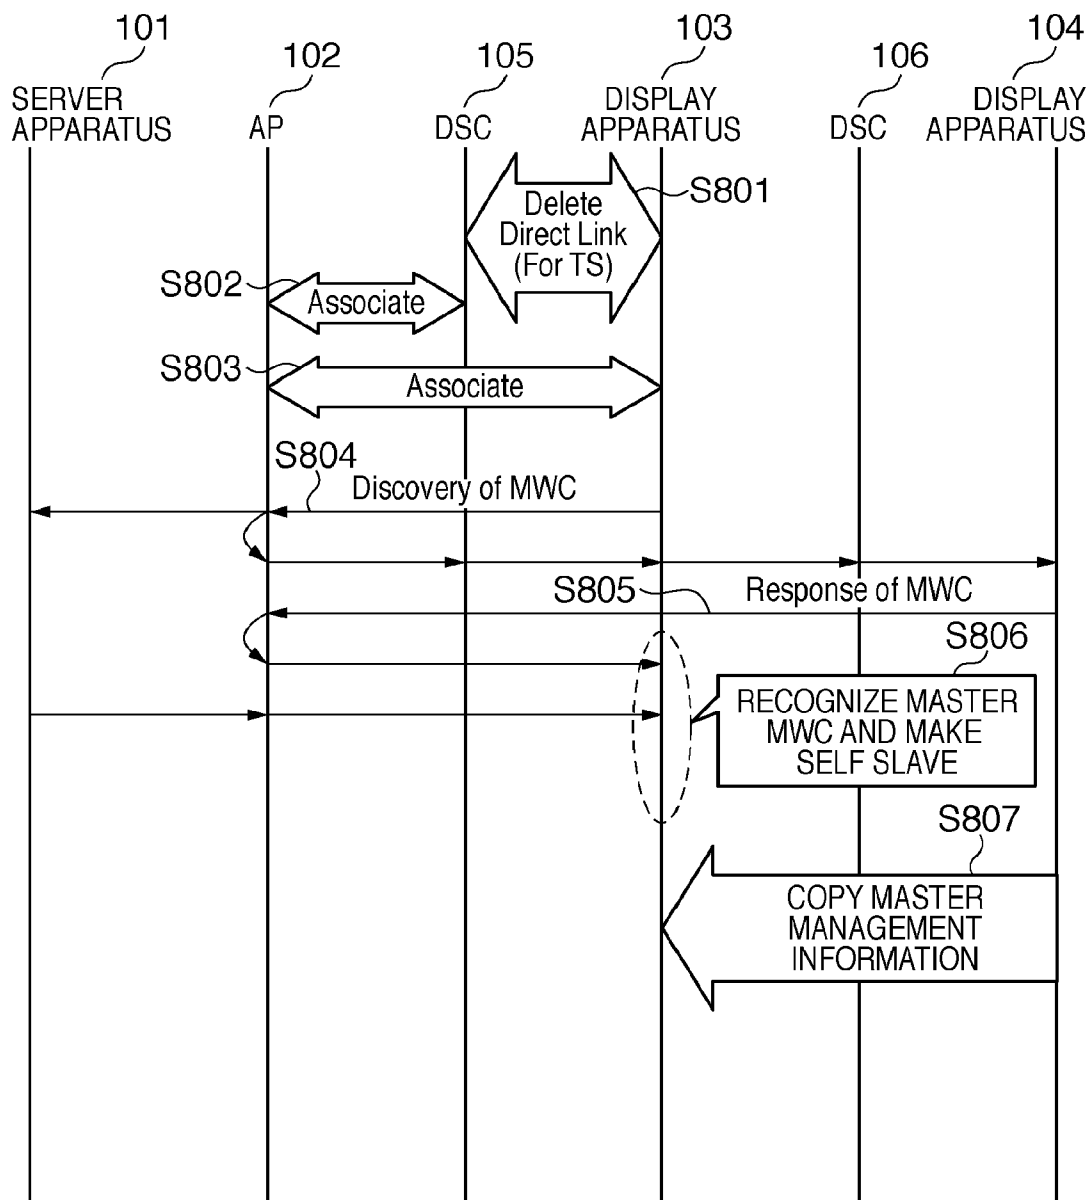 101
102
105
103
106
104
SERVER
APPARATUS
AP
DSC
DISPLAY
APPARATUS
DSC
DISPLAY
APPARATUS
S801
Delete
Direct Link
(For TS)
S802
Associate
S803
Associate
S804
Discovery of MWC
S805
Response of MWC
S806
RECOGNIZE MASTER
MWC AND MAKE
SELF SLAVE
S807
COPY MASTER
MANAGEMENT
INFORMATION